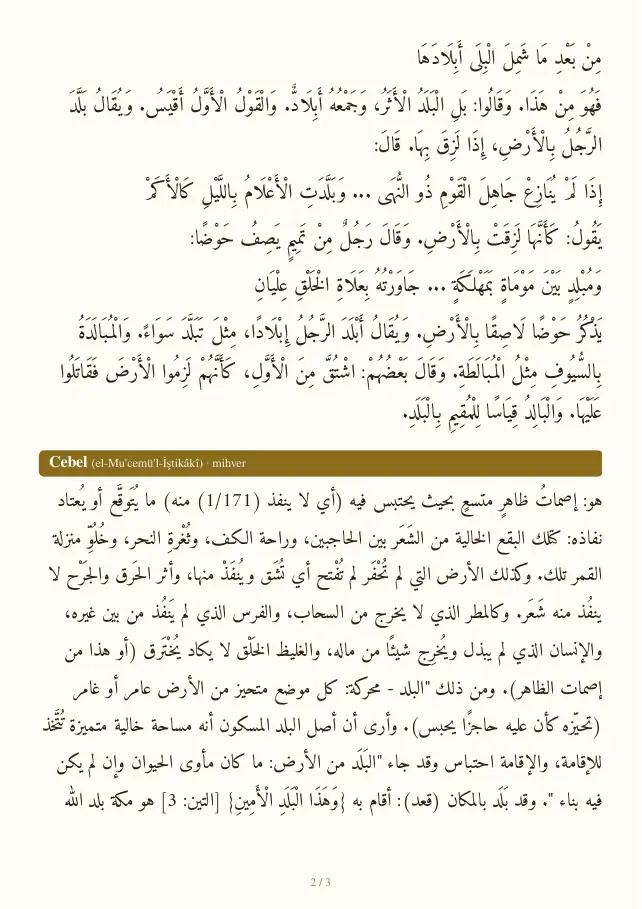 مِنْ بَعْدِ مَا شَمِلَ الْبِلَى أَبِلَادَهَا
فَهُوَ مِنْ هَذَا. وَقَالُوا: بَلِ الْبَلَدُ الْأَثَرُ، وَجَمْعُهُ أَبِلَادٌّ. وَالْقَوْلُ الْأَوَّلُ أَقْيَسُ. وَيُقَالُ بَلَّدَ
الرَّجُلُ بِالْأَرْضِ، إِذَا لَزِقَ بِهَا. قَالَ:
إِذَا لَمْ يُنَازِعْ جَاهِلَ الْقَوْمِ ذُو النُّهَى ... وَبَلَّدَتِ الْأَعْلَامُ بِاللَّيْلِ كَالْأَكَمْ
يَقُولُ: كَأَنَّهَا لَزِقَتْ بِالْأَرْضِ. وَقَالَ رَجُلٌ مِنْ تَمِيمٍ يَصِفُ حَوْضًا:
وَمُبْلِدٍ بَيْنَ مَوْمَاةٍ بَمَهْلَكَةٍ ... جَاوَرْتُهُ بِعَلَاةِ الْخَلْقِ عِلْيَانِ
يَذْكُرُ حَوْضًا لَاصِقًا بِالْأَرْضِ. وَيُقَالُ أَبْلَدَ الرَّجُلُ إِبْلَادًا، مِثْلَ تَبَلَّدَ سَوَاءً. وَالْمُبَالَدَةُ
بِالسُّيُوفِ مِثْلُ الْمُبَالَطَةِ. وَقَالَ بَعْضُهُمْ: اشْتُقَّ مِنَ الْأَوَّلِ، كَأَنَّهُمْ لَزِمُوا الْأَرْضَ فَقَاتَلُوا
عَلَيْهَا. وَالْبَالِدُ قِيَاسًا لِلْمُقِيمِ بِالْبَلَدِ.
Cebel (el-Mu'cemü'l-İştikâkî) · mihver
هو: إصماتُ ظاهرٍ متسعٍ بحيث يحتبس فيه (أي لا ينفذ (1/171) منه) ما يُتَوقَّع أو يُعتاد
نفاذه: كتلك البقع الخالية من الشَعَر بين الحاجبين، وراحة الكف، وثُغْرةِ النحر، وخُلُوِّ منزلة
القمر تلك. وكذلك الأرض التي لم تُحْفَر لم تُفْتح أي تُشَق ويُنفَذْ منها، وأثر الحَرق والجَرْح لا
ينفُذ منه شَعَر. وكالمطر الذي لا يخرج من السحاب، والفرس الذي لم يَنفُذ من بين غيره،
والإنسان الذي لم يبذل ويُخرِج شيئًا من ماله، والغليظ الخَلْق لا يكاد يُخْتَرق (أو هذا من
إصمات الظاهر). ومن ذلك "البلد - محركة: كل موضع متحيز من الأرض عامر أو غامر
(تحيّزه كأن عليه حاجزًا يحبس). وأرى أن أصل البلد المسكون أنه مساحة خالية متميزة تُتَّخذ
للإقامة، والإقامة احتباس وقد جاء "البَلَد من الأرض: ما كان مأوى الحيوان وإن لم يكن
فيه بناء ". وقد بَلَد بالمكان (قعد): أقام به {وَهَذَا الْبَلَدِ الْأَمِينِ} [التين: 3] هو مكة بلد الله
2 / 3